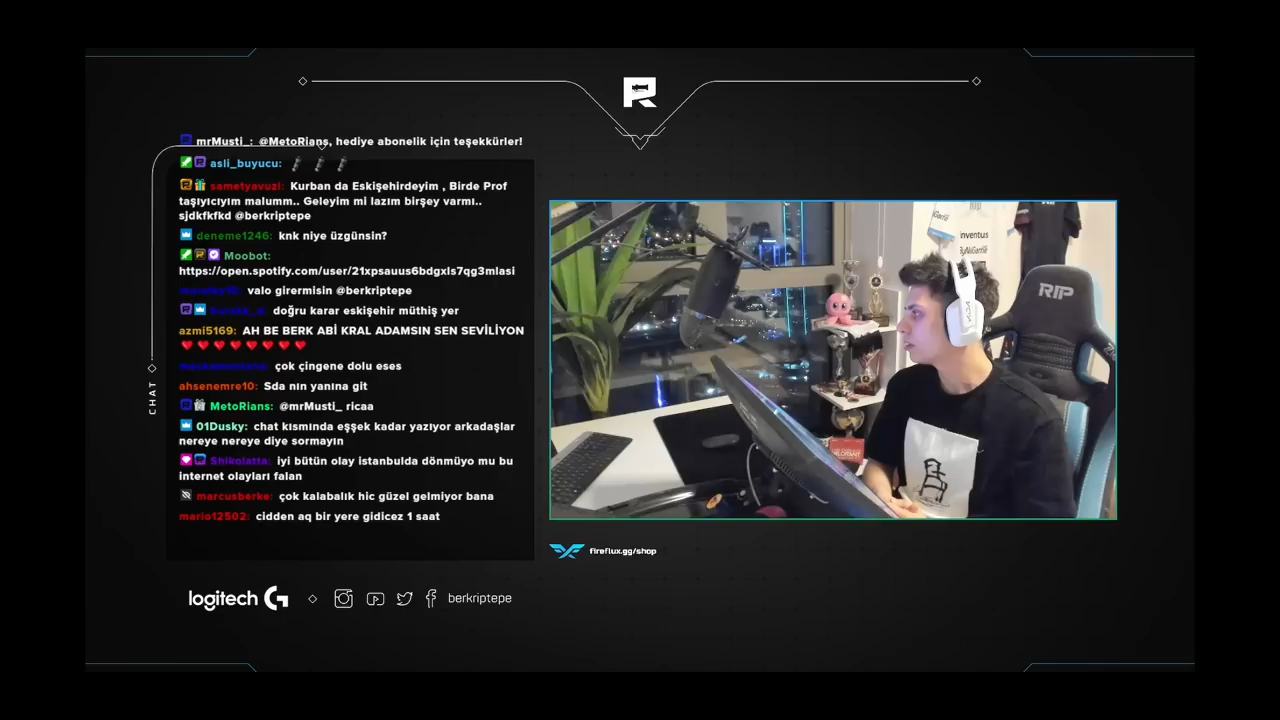 mrMusti_: @MetoRians, hediye abonelik için teşekkürler!
asli_buyucu:
sametyavuzl: Kurban da Eskişehirdeyim , Birde Prof
taşıyıcıyım malumm.. Geleyim mi lazım birşey varmı..
sjdkfkfkd @berkriptepe
deneme1246: knk niye üzgünsin?
Moobot:
https://open.spotify.com/user/21xpsauus6bdgxls7qg3mlasi
valo girermisin @berkriptepe
doğru karar eskişehir müthiş yer
azmi5169: AH BE BERK ABİ KRAL ADAMSIN SEN SEVİLİYON
çok çingene dolu eses
ahsenemre10: Sda nın yanına git
MetoRians: @mrMusti_ ricaa
01Dusky: chat kısmında eşşek kadar yazıyor arkadaşlar
nereye nereye diye sormayın
Shikolatta: iyi bütün olay istanbulda dönmüyo mu bu
internet olayları falan
marcusberke: çok kalabalık hic güzel gelmiyor bana
mario12502: cidden aq bir yere gidicez 1 saat
CHAT
inventus
ByNoGame
RIP
fireflux.gg/shop
logitech G
berkriptepe